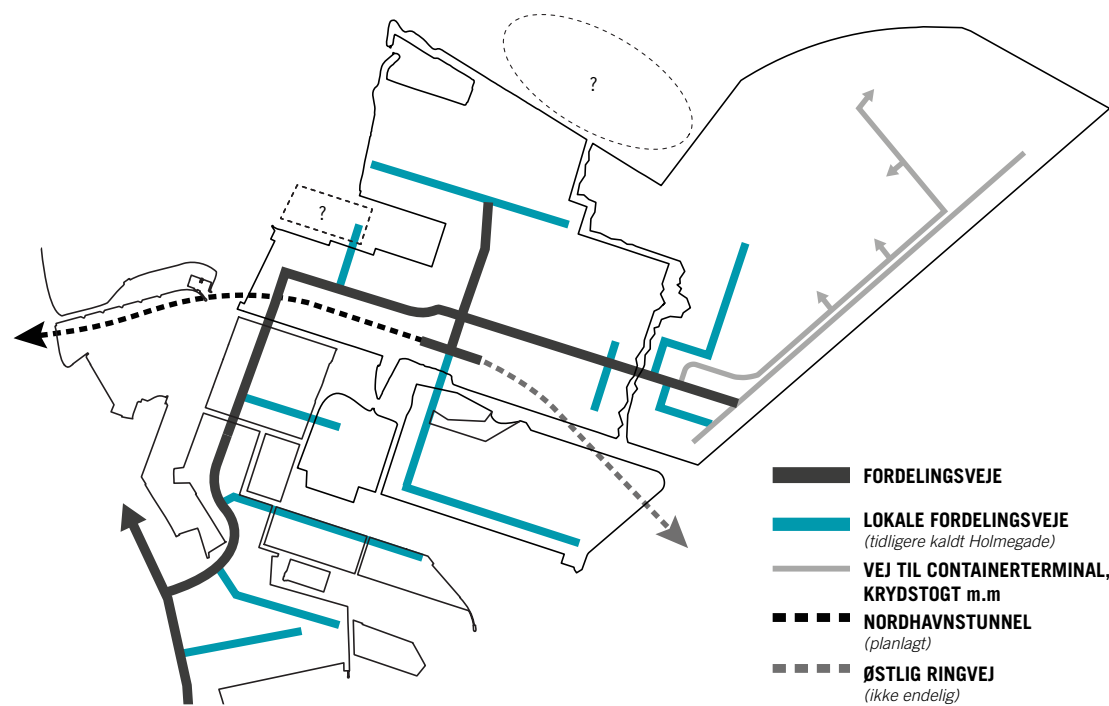 ?
?
FORDELINGSVEJE
LOKALE FORDELINGSVEJE
(tidligere kaldt Holmegade)
VEJ TIL CONTAINERTERMINAL,
KRYDSTOGT m.m
NORDHAVNSTUNNEL
(planlagt)
ØSTLIG RINGVEJ
(ikke endelig)